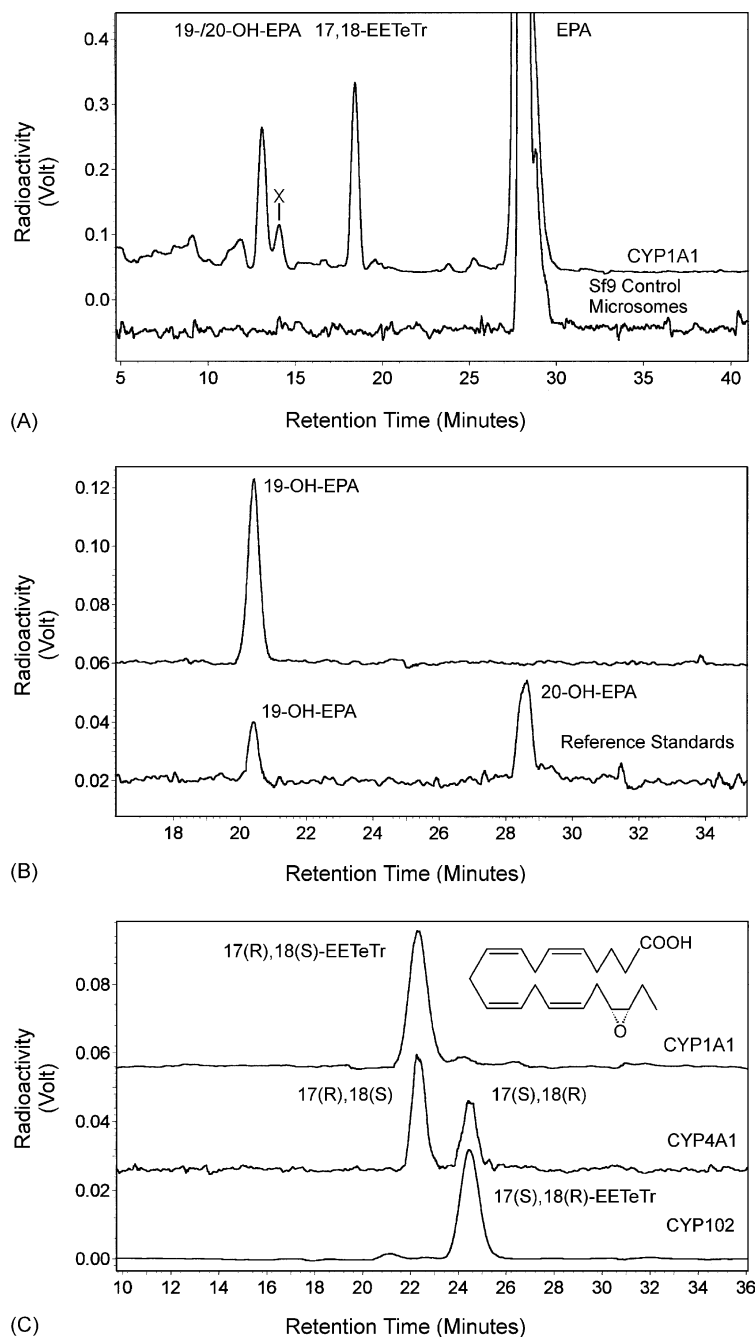 19-/20-OH-EPA 17,18-EETeTr EPA
0.4
0.3
0.2
0.1
0.0
Radioactivity
(Volt)
X
CYP1A1
Sf9 Control
Microsomes
5 10 15 20 25 30 35 40
(A) Retention Time (Minutes)
0.12
0.10
0.08
0.06
0.04
0.02
Radioactivity
(Volt)
19-OH-EPA
19-OH-EPA
20-OH-EPA
Reference Standards
18 20 22 24 26 28 30 32 34
(B) Retention Time (Minutes)
0.08
0.06
0.04
0.02
0.00
Radioactivity
(Volt)
17(R),18(S)-EETeTr
COOH
O
CYP1A1
17(R),18(S) 17(S),18(R)
CYP4A1
17(S),18(R)-EETeTr
CYP102
10 12 14 16 18 20 22 24 26 28 30 32 34 36
(C) Retention Time (Minutes)